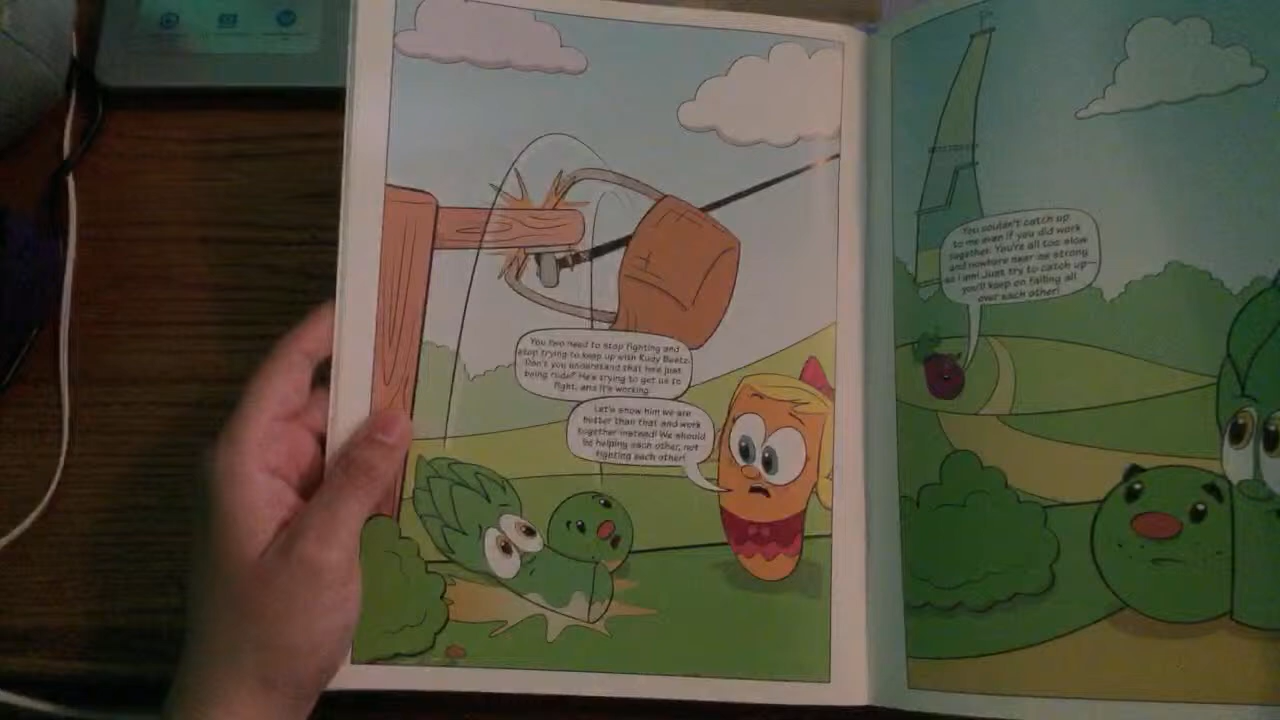 You two need to stop fighting and
stop trying to keep up with Rudy Beetz.
Don't you understand that he's just
being rude? He's trying to get us to
fight, and it's working.
Let's show him we are
better than that and work
together instead! We should
be helping each other, not
fighting each other!
You couldn't catch up
to me even if you did work
together. You're all too slow
and nowhere near as strong
as I am! Just try to catch up—
you'll keep on falling all
over each other!